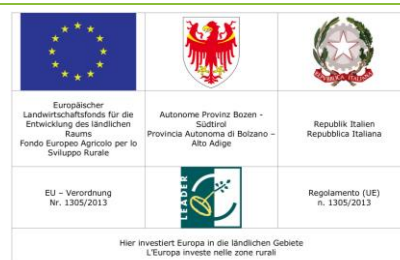 Europäischer
Landwirtschaftsfonds für die
Entwicklung des ländlichen
Raums
Fondo Europeo Agricolo per lo
Sviluppo Rurale
Autonome Provinz Bozen -
Südtirol
Provincia Autonoma di Bolzano –
Alto Adige
Republik Italien
Repubblica Italiana
EU – Verordnung
Nr. 1305/2013
LEADER
Regolamento (UE)
n. 1305/2013
Hier investiert Europa in die ländlichen Gebiete
L'Europa investe nelle zone rurali